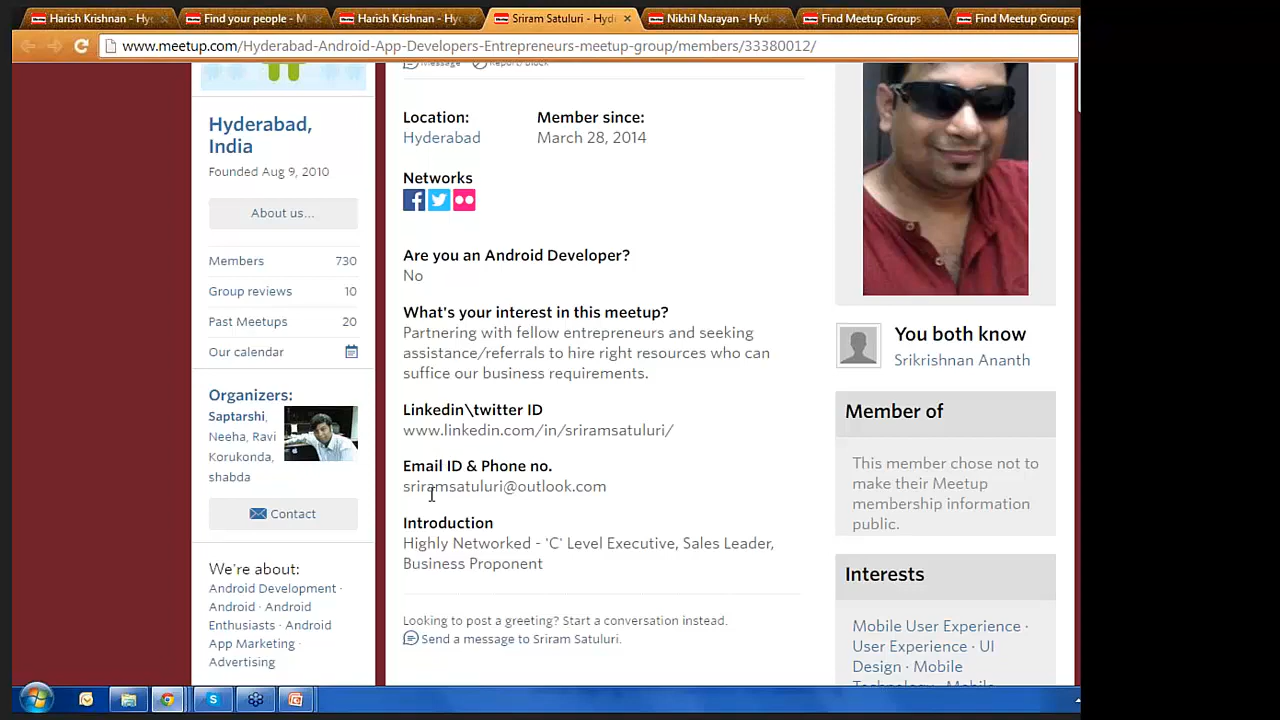 Harish Krishnan - Hyd
Find your people - M
Harish Krishnan - Hyd
Sriram Satuluri - Hyd
Nikhil Narayan - Hyde
Find Meetup Groups
Find Meetup Groups
www.meetup.com/Hyderabad-Android-App-Developers-Entrepreneurs-meetup-group/members/33380012/
Hyderabad,
India
Founded Aug 9, 2010
About us...
Members 730
Group reviews 10
Past Meetups 20
Our calendar
Organizers:
Saptarshi,
Neeha, Ravi
Korukonda,
shabda
Contact
We're about:
Android Development ·
Android · Android
Enthusiasts · Android
App Marketing ·
Advertising
Message Report/Block
Location: Member since:
Hyderabad March 28, 2014
Networks
Are you an Android Developer?
No
What's your interest in this meetup?
Partnering with fellow entrepreneurs and seeking
assistance/referrals to hire right resources who can
suffice our business requirements.
Linkedin\twitter ID
www.linkedin.com/in/sriramsatuluri/
Email ID & Phone no.
sriramsatuluri@outlook.com
Introduction
Highly Networked - 'C' Level Executive, Sales Leader,
Business Proponent
Looking to post a greeting? Start a conversation instead.
Send a message to Sriram Satuluri.
You both know
Srikrishnan Ananth
Member of
This member chose not to
make their Meetup
membership information
public.
Interests
Mobile User Experience ·
User Experience · UI
Design · Mobile
Technology · Mobile